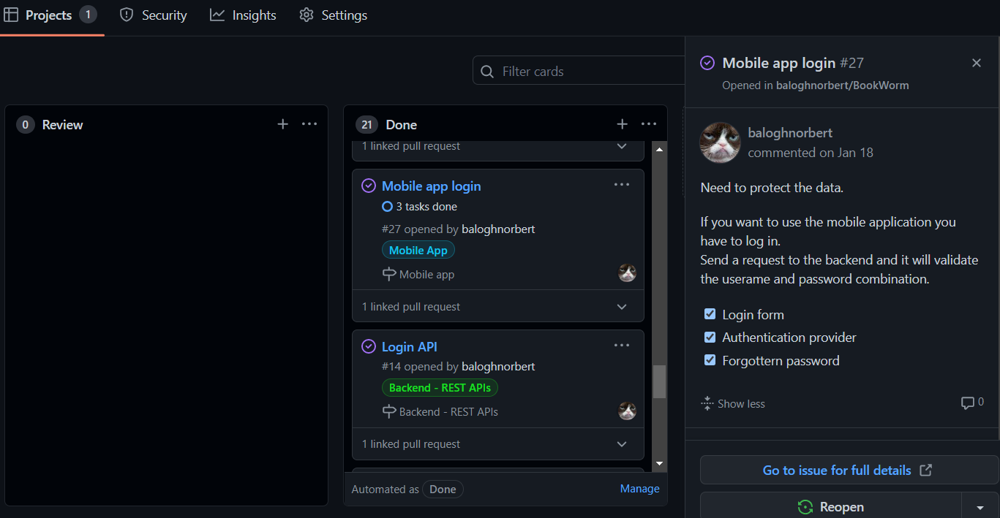 Projects 1 Security Insights Settings
Filter cards
0 Review
21 Done
1 linked pull request
Mobile app login
3 tasks done
#27 opened by baloghnorbert
Mobile App
Mobile app
1 linked pull request
Login API
#14 opened by baloghnorbert
Backend - REST APIs
Backend - REST APIs
1 linked pull request
Automated as Done Manage
Mobile app login #27
Opened in baloghnorbert/BookWorm
baloghnorbert
commented on Jan 18
Need to protect the data.
If you want to use the mobile application you
have to log in.
Send a request to the backend and it will validate
the userame and password combination.
Login form
Authentication provider
Forgottern password
Show less 0
Go to issue for full details
Reopen